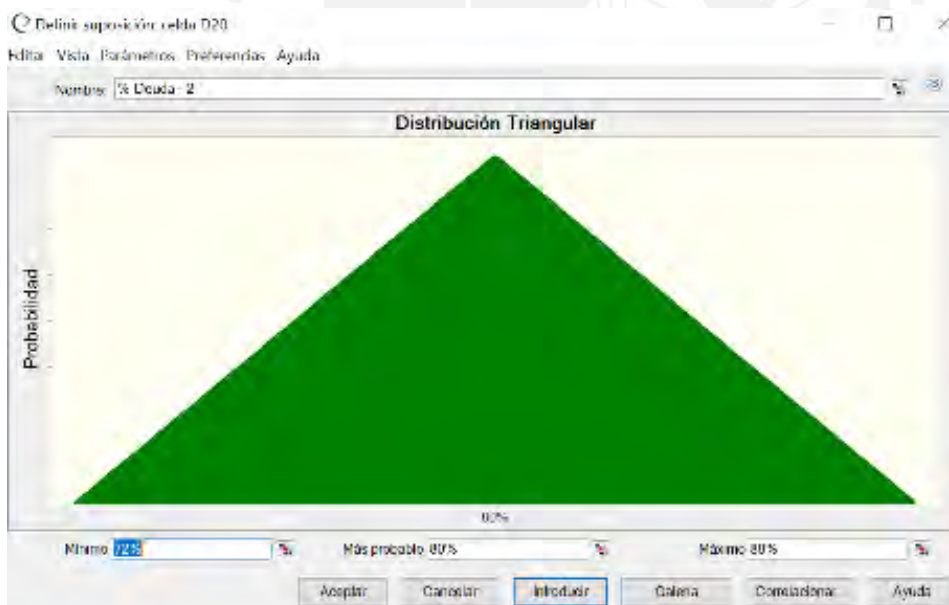 Definir suposición: celda D20
Editar Vista Parámetros Preferencias Ayuda
Nombre: % Deuda - 2
Distribución Triangular
Probabilidad
80%
Mínimo 72% Más probable 80% Máximo 88%
Aceptar Cancelar Introducir Galería Correlacionar Ayuda